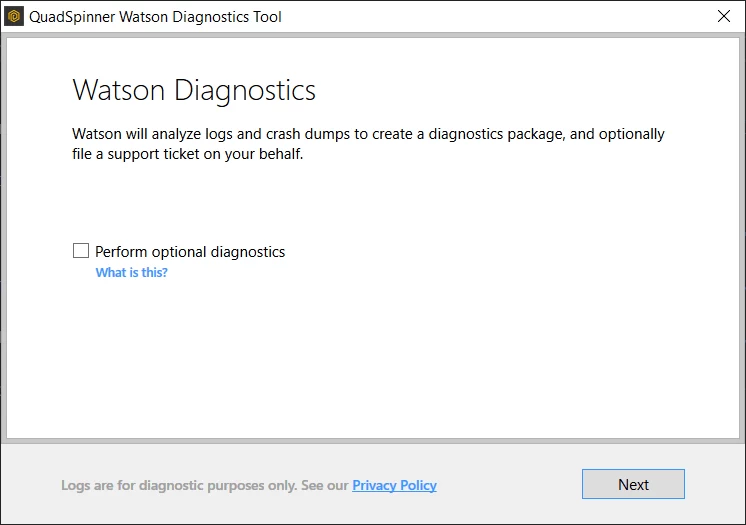 QuadSpinner Watson Diagnostics Tool
Watson Diagnostics
Watson will analyze logs and crash dumps to create a diagnostics package, and optionally
file a support ticket on your behalf.
Perform optional diagnostics
What is this?
Logs are for diagnostic purposes only. See our Privacy Policy
Next